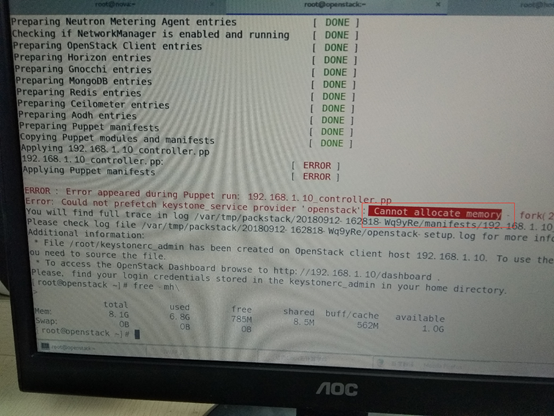 root@openstack:~
Preparing Neutron Metering Agent entries [ DONE ]
Checking if NetworkManager is enabled and running [ DONE ]
Preparing OpenStack Client entries [ DONE ]
Preparing Horizon entries [ DONE ]
Preparing Gnocchi entries [ DONE ]
Preparing MongoDB entries [ DONE ]
Preparing Redis entries [ DONE ]
Preparing Ceilometer entries [ DONE ]
Preparing Aodh entries [ DONE ]
Preparing Puppet manifests [ DONE ]
Copying Puppet modules and manifests [ DONE ]
Applying 192.168.1.10_controller.pp
192.168.1.10_controller.pp: [ ERROR ]
Applying Puppet manifests [ ERROR ]
ERROR : Error appeared during Puppet run: 192.168.1.10_controller.pp
Error: Could not prefetch keystone_service provider 'openstack': Cannot allocate memory - fork(2
You will find full trace in log /var/tmp/packstack/20180912-162818-Wq9yRe/manifests/192.168.1.10
Please check log file /var/tmp/packstack/20180912-162818-Wq9yRe/openstack-setup.log for more info
Additional information:
* File /root/keystonerc_admin has been created on OpenStack client host 192.168.1.10. To use the
ou need to source the file.
* To access the OpenStack Dashboard browse to http://192.168.1.10/dashboard .
Please, find your login credentials stored in the keystonerc_admin in your home directory.
[root@openstack ~]# free -mh\
>
total used free shared buff/cache available
Mem: 8.1G 6.8G 785M 8.5M 562M 1.0G
Swap: 0B 0B 0B
[root@openstack ~]#
AOC